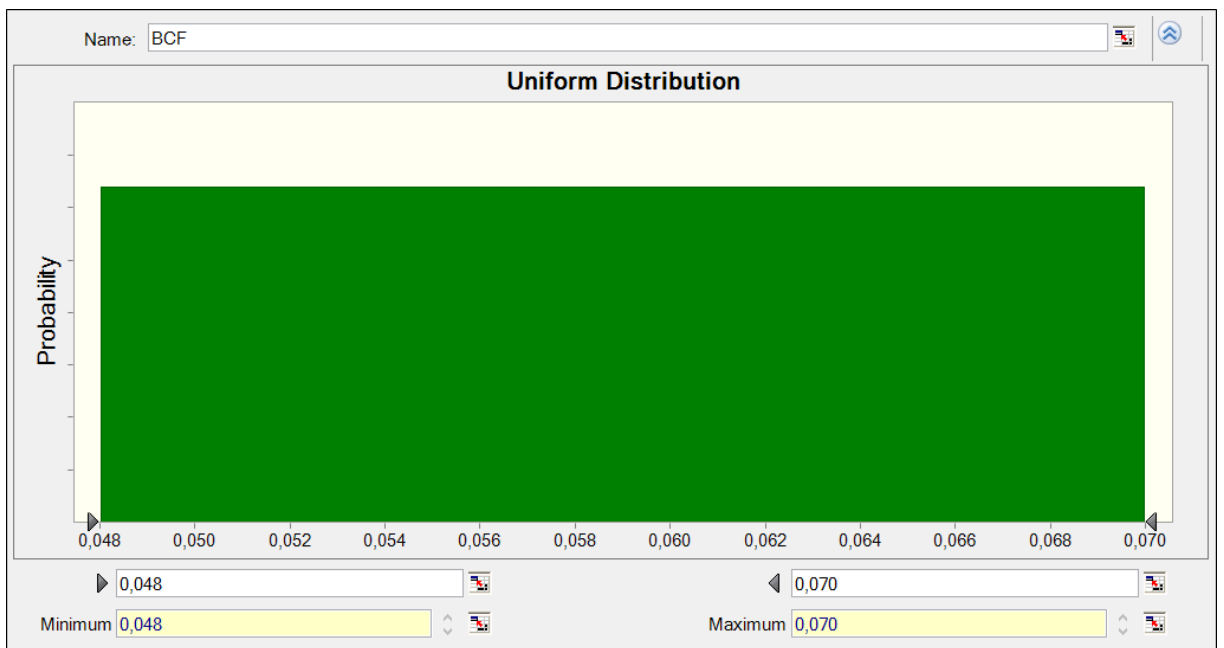 Name: BCF
Uniform Distribution
Probability
0,048 0,050 0,052 0,054 0,056 0,058 0,060 0,062 0,064 0,066 0,068 0,070
0,048 0,070
Minimum 0,048 Maximum 0,070